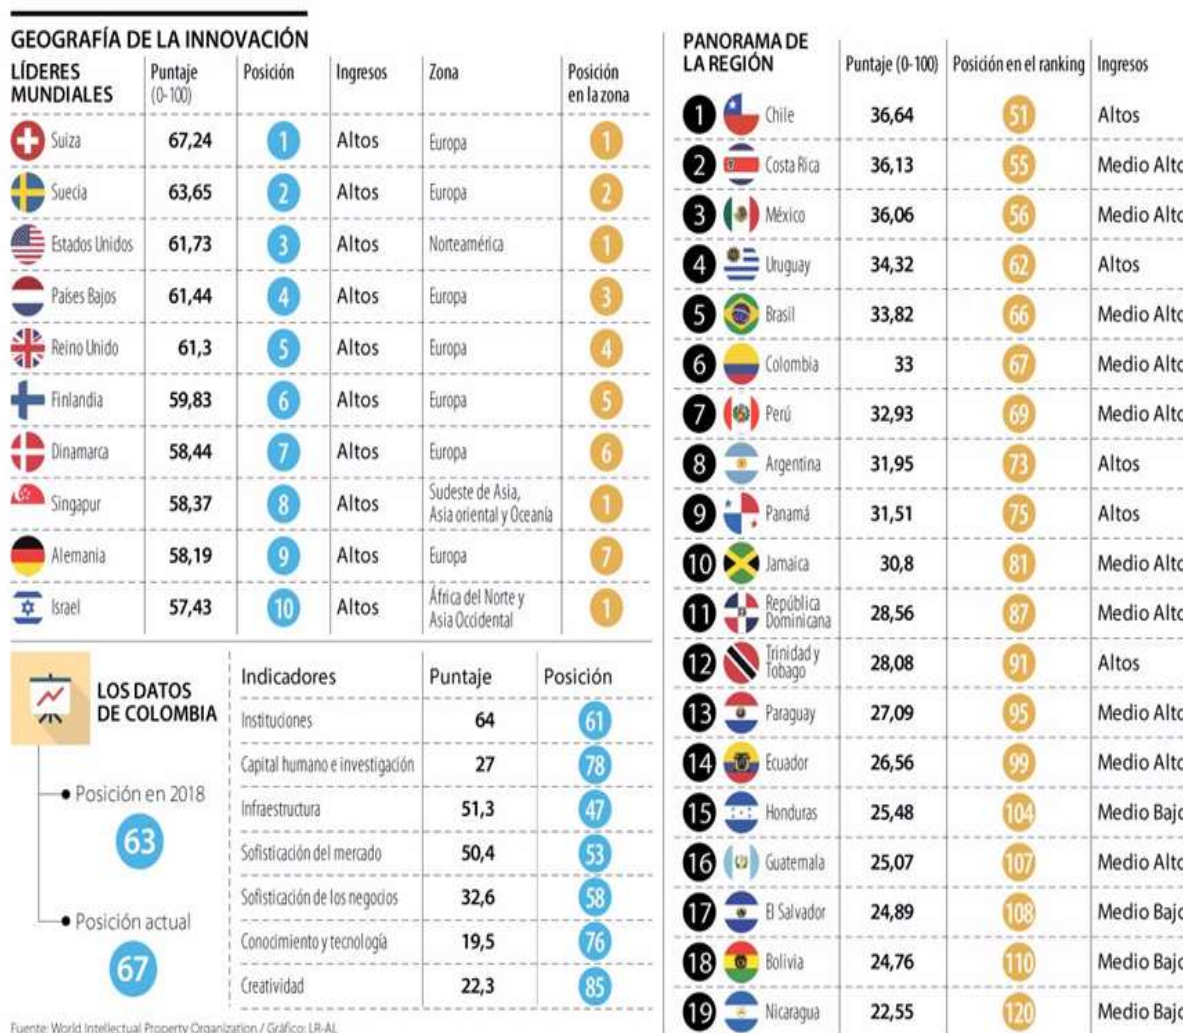 GEOGRAFÍA DE LA INNOVACIÓN
LÍDERES MUNDIALES Puntaje (0-100) Posición Ingresos Zona Posición en la zona
Suiza 67,24 1 Altos Europa 1
Suecia 63,65 2 Altos Europa 2
Estados Unidos 61,73 3 Altos Norteamérica 1
Países Bajos 61,44 4 Altos Europa 3
Reino Unido 61,3 5 Altos Europa 4
Finlandia 59,83 6 Altos Europa 5
Dinamarca 58,44 7 Altos Europa 6
Singapur 58,37 8 Altos Sudeste de Asia, Asia oriental y Oceanía 1
Alemania 58,19 9 Altos Europa 7
Israel 57,43 10 Altos África del Norte y Asia Occidental 1
LOS DATOS
DE COLOMBIA
Posición en 2018
63
Posición actual
67
Indicadores Puntaje Posición
Instituciones 64 61
Capital humano e investigación 27 78
Infraestructura 51,3 47
Sofisticación del mercado 50,4 53
Sofisticación de los negocios 32,6 58
Conocimiento y tecnología 19,5 76
Creatividad 22,3 85
Fuente: World Intellectual Property Organization / Gráfico: LR-AL
PANORAMA DE LA REGIÓN Puntaje (0-100) Posición en el ranking Ingresos
1 Chile 36,64 51 Altos
2 Costa Rica 36,13 55 Medio Alto
3 México 36,06 56 Medio Alto
4 Uruguay 34,32 62 Altos
5 Brasil 33,82 66 Medio Alto
6 Colombia 33 67 Medio Alto
7 Perú 32,93 69 Medio Alto
8 Argentina 31,95 73 Altos
9 Panamá 31,51 75 Altos
10 Jamaica 30,8 81 Medio Alto
11 República Dominicana 28,56 87 Medio Alto
12 Trinidad y Tobago 28,08 91 Altos
13 Paraguay 27,09 95 Medio Alto
14 Ecuador 26,56 99 Medio Alto
15 Honduras 25,48 104 Medio Bajo
16 Guatemala 25,07 107 Medio Alto
17 El Salvador 24,89 108 Medio Bajo
18 Bolivia 24,76 110 Medio Bajo
19 Nicaragua 22,55 120 Medio Bajo